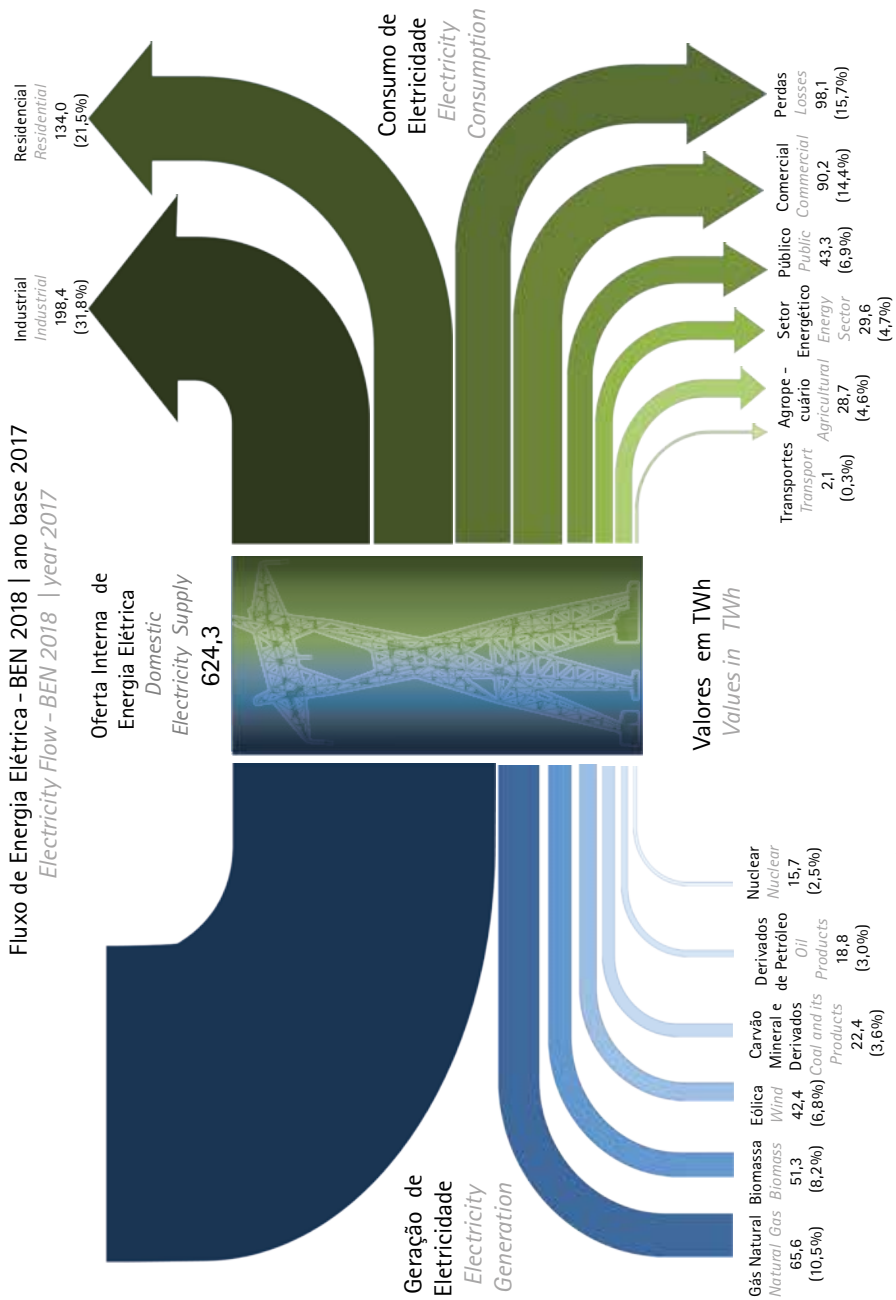 Fluxo de Energia Elétrica – BEN 2018 | ano base 2017
Electricity Flow – BEN 2018 | year 2017
Geração de
Eletricidade
Electricity
Generation
Oferta Interna de
Energia Elétrica
Domestic
Electricity Supply
624,3
Consumo de
Eletricidade
Electricity
Consumption
Industrial
Industrial
198,4
(31,8%)
Residencial
Residential
134,0
(21,5%)
Gás Natural
Natural Gas
65,6
(10,5%)
Biomassa
Biomass
51,3
(8,2%)
Eólica
Wind
42,4
(6,8%)
Carvão
Mineral e
Derivados
Coal and its
Products
22,4
(3,6%)
Derivados
de Petróleo
Oil
Products
18,8
(3,0%)
Nuclear
Nuclear
15,7
(2,5%)
Valores em TWh
Values in TWh
Transportes
Transport
2,1
(0,3%)
Agrope –
cuário
Agricultural
28,7
(4,6%)
Setor
Energético
Energy
Sector
29,6
(4,7%)
Público
Public
43,3
(6,9%)
Comercial
Commercial
90,2
(14,4%)
Perdas
Losses
98,1
(15,7%)